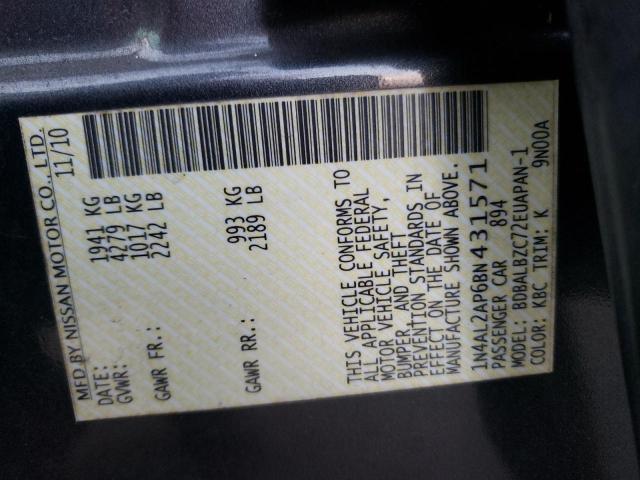 MFD BY NISSAN MOTOR CO., LTD.
DATE: 11/10
GVWR: 1941 KG
4279 LB
GAWR FR.: 1017 KG
2242 LB
GAWR RR.: 993 KG
2189 LB
THIS VEHICLE CONFORMS TO
ALL APPLICABLE FEDERAL
MOTOR VEHICLE SAFETY,
BUMPER, AND THEFT
PREVENTION STANDARDS IN
EFFECT ON THE DATE OF
MANUFACTURE SHOWN ABOVE.
1N4AL2AP6BN431571
PASSENGER CAR 894
MODEL: BDBALBZC72EUAPAN-1
COLOR: KBC TRIM: K 9N00A